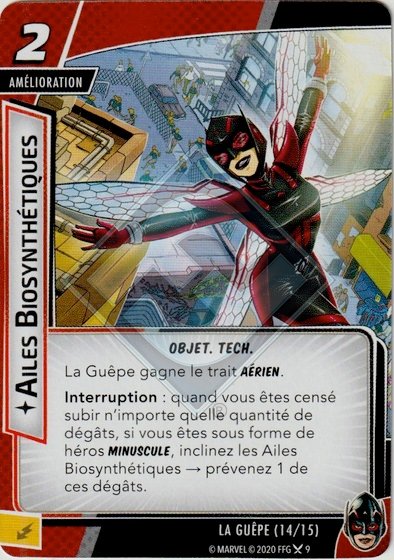 2
AMÉLIORATION
AILES BIOSYNTHÉTIQUES
OBJET. TECH.
La Guêpe gagne le trait AÉRIEN.
Interruption : quand vous êtes censé
subir n'importe quelle quantité de
dégâts, si vous êtes sous forme de
héros MINUSCULE, inclinez les Ailes
Biosynthétiques → prévenez 1 de
ces dégâts.
LA GUÊPE (14/15)
© MARVEL © 2020 FFG 9